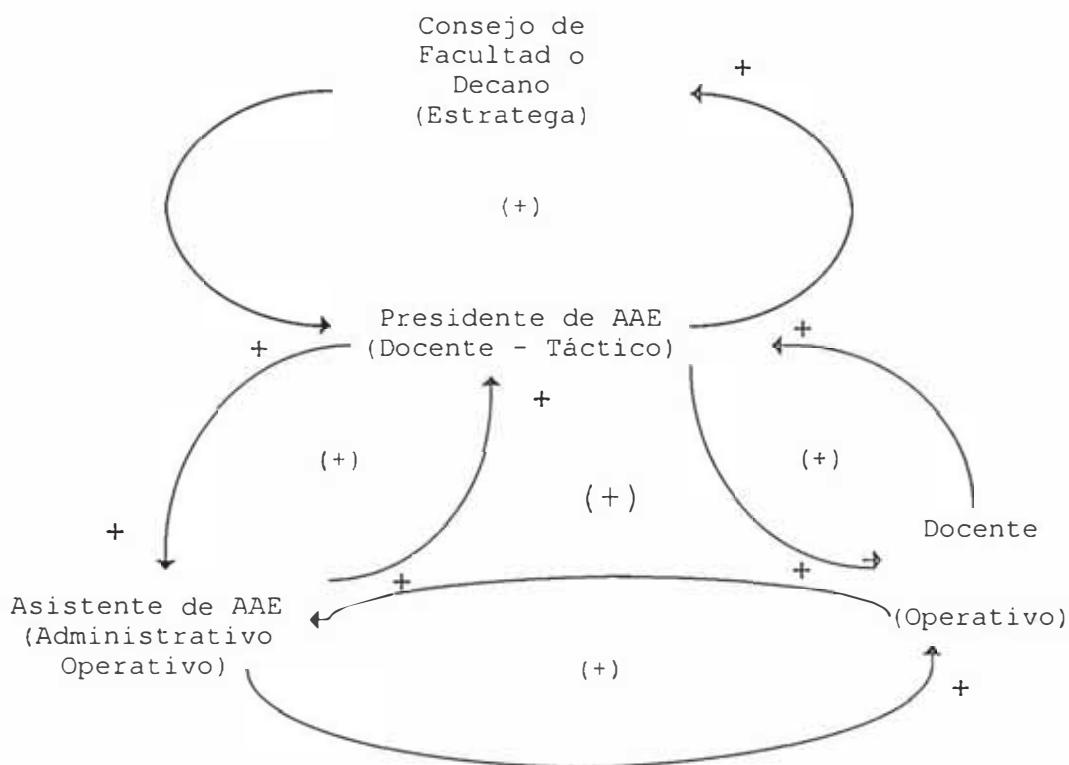 Consejo de
Facultad o
Decano
(Estratega)
+
(+)
Presidente de AAE
(Docente - Táctico)
+
+
+
(+)
(+)
(+)
+
Docente
+
+
Asistente de AAE
(Administrativo
Operativo)
(Operativo)
(+)
+